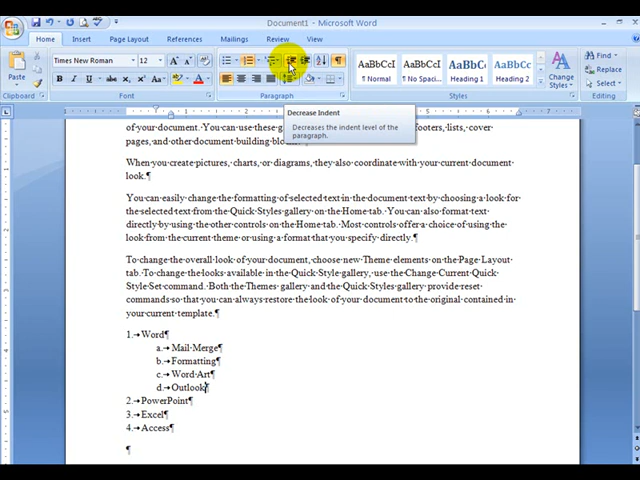 Document1 - Microsoft Word
Home Insert Page Layout References Mailings Review View
Times New Roman 12
Paste
B I U
Clipboard Font Paragraph Styles Editing
AaBbCcI AaBbCcI AaBbCc AaBbCcI
¶ Normal ¶ No Spaci... Heading 1 Heading 2
Change
Styles
Find
Replace
Select
Decrease Indent
Decreases the indent level of the
paragraph.
of your document. You can use these footers, lists, cover
pages, and other document building
When you create pictures, charts, or diagrams, they also coordinate with your current document
look.¶
You can easily change the formatting of selected text in the document text by choosing a look for
the selected text from the Quick Styles gallery on the Home tab. You can also format text
directly by using the other controls on the Home tab. Most controls offer a choice of using the
look from the current theme or using a format that you specify directly.¶
To change the overall look of your document, choose new Theme elements on the Page Layout
tab. To change the looks available in the Quick Style gallery, use the Change Current Quick
Style Set command. Both the Themes gallery and the Quick Styles gallery provide reset
commands so that you can always restore the look of your document to the original contained in
your current template.¶
1.→Word¶
a.→Mail Merge¶
b.→Formatting¶
c.→Word Art¶
d.→Outlook¶
2.→PowerPoint¶
3.→Excel¶
4.→Access¶
¶